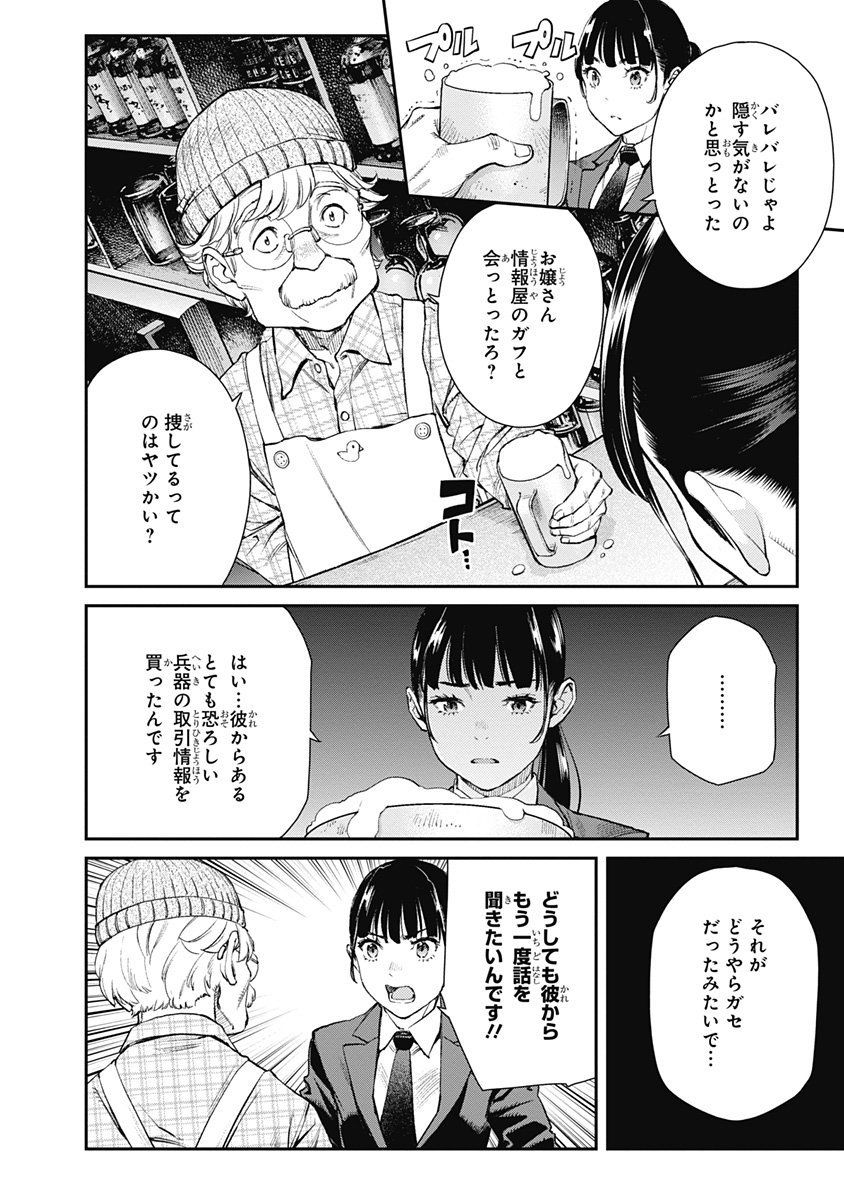 プル
プル
バレバレじゃよ
隠す気がないの
かと思っとった
お嬢さん
情報屋のガフと
会っとったろ？
コト…
捜してるって
のはヤツかい？
………
はい…彼からある
とても恐ろしい
兵器の取引情報を
買ったんです
それが
どうやらガセ
だったみたいで…
どうしても彼から
もう一度話を
聞きたいんです!!